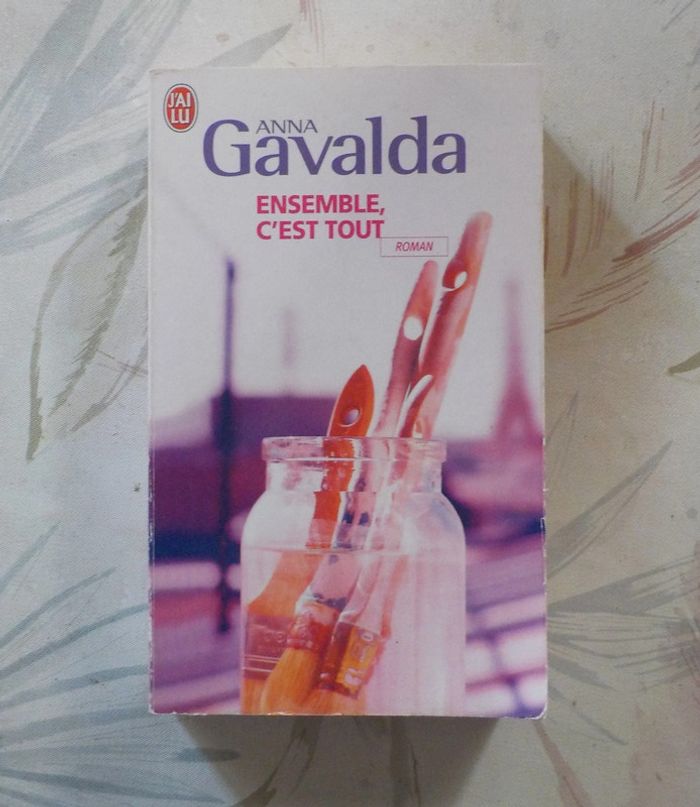 J'AI
LU
ANNA
Gavalda
ENSEMBLE,
C'EST TOUT
ROMAN